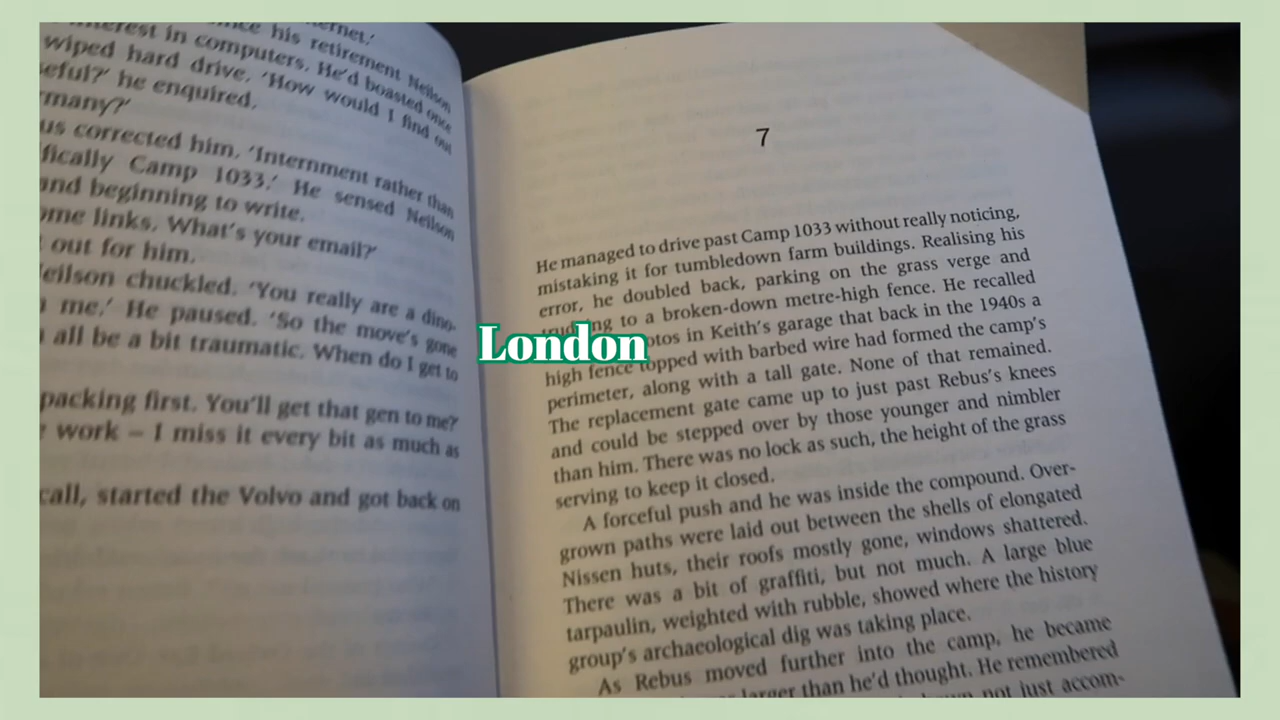 ernet.'
interest in computers. He'd boasted once
since his retirement Neilson
wiped hard drive. 'How would I find out
eful?' he enquired.
many?'
us corrected him. 'Internment rather than
fically Camp 1033.' He sensed Neilson
and beginning to write.
ome links. What's your email?'
out for him.
eilson chuckled. 'You really are a dino-
me.' He paused. 'So the move's gone
all be a bit traumatic. When do I get to
packing first. You'll get that gen to me?
work – I miss it every bit as much as
call, started the Volvo and got back on
7
He managed to drive past Camp 1033 without really noticing,
mistaking it for tumbledown farm buildings. Realising his
error, he doubled back, parking on the grass verge and
trudging to a broken-down metre-high fence. He recalled
otos in Keith's garage that back in the 1940s a
high fence topped with barbed wire had formed the camp's
perimeter, along with a tall gate. None of that remained.
The replacement gate came up to just past Rebus's knees
and could be stepped over by those younger and nimbler
than him. There was no lock as such, the height of the grass
serving to keep it closed.
A forceful push and he was inside the compound. Over-
grown paths were laid out between the shells of elongated
Nissen huts, their roofs mostly gone, windows shattered.
There was a bit of graffiti, but not much. A large blue
tarpaulin, weighted with rubble, showed where the history
group's archaeological dig was taking place.
As Rebus moved further into the camp, he became
larger than he'd thought. He remembered
not just accom-
London